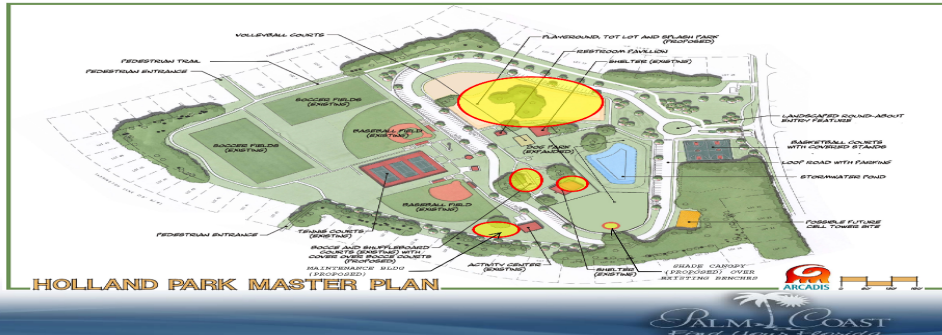 VOLLEYBALL COURTS
PLAYGROUND, TOT LOT AND SPLASH PARK
(PROPOSED)
RESTROOM PAVILION
PEDESTRIAN TRAIL
SHELTER (EXISTING)
PEDESTRIAN ENTRANCE
SOCCER FIELDS
(EXISTING)
LANDSCAPED ROUND-ABOUT
ENTRY FEATURE
BASEBALL FIELD
(EXISTING)
SOCCER FIELDS
(EXISTING)
DOG PARK
(EXPANDED)
BASKETBALL COURTS
WITH COVERED STANDS
LOOP ROAD WITH PARKING
STORMWATER POND
BASEBALL FIELD
(EXISTING)
POSSIBLE FUTURE
CELL TOWER SITE
PEDESTRIAN ENTRANCE
TENNIS COURTS
(EXISTING)
BOCCE AND SHUFFLEBOARD
COURTS (EXISTING) WITH
COVER OVER BOCCE COURTS
(PROPOSED)
MAINTENANCE BLDG
(PROPOSED)
ACTIVITY CENTER
(EXISTING)
SHELTER
(EXISTING)
SHADE CANOPY
(PROPOSED) OVER
EXISTING BENCHES
HOLLAND PARK MASTER PLAN
ARCADIS
PALM COAST
Find Your Florida